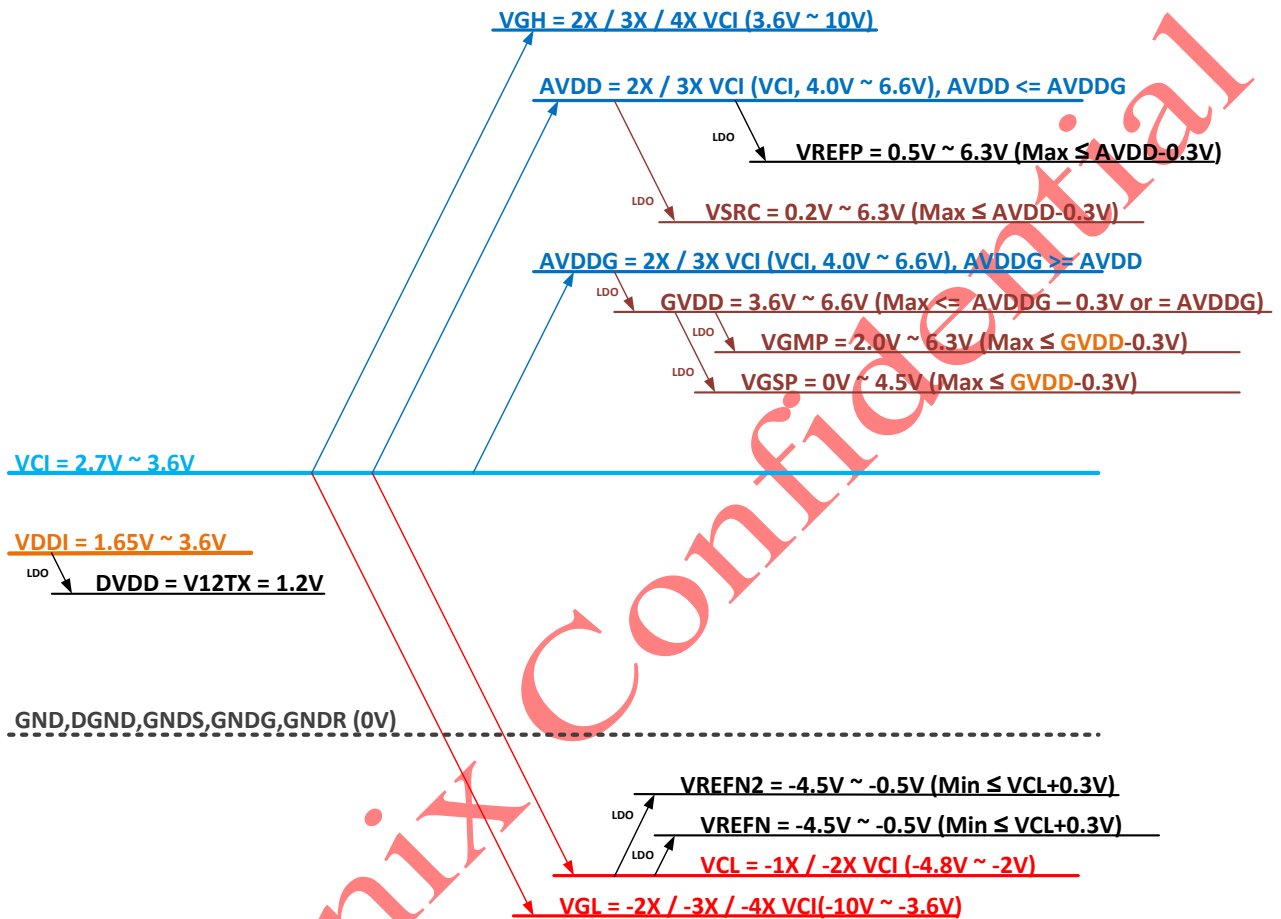 VGH = 2X / 3X / 4X VCI (3.6V ~ 10V)
AVDD = 2X / 3X VCI (VCI, 4.0V ~ 6.6V), AVDD <= AVDDG
LDO
VREFP = 0.5V ~ 6.3V (Max ≤ AVDD-0.3V)
LDO
VSRC = 0.2V ~ 6.3V (Max ≤ AVDD-0.3V)
AVDDG = 2X / 3X VCI (VCI, 4.0V ~ 6.6V), AVDDG >= AVDD
LDO
GVDD = 3.6V ~ 6.6V (Max <= AVDDG – 0.3V or = AVDDG)
LDO
VGMP = 2.0V ~ 6.3V (Max ≤ GVDD-0.3V)
LDO
VGSP = 0V ~ 4.5V (Max ≤ GVDD-0.3V)
VCI = 2.7V ~ 3.6V
VDDI = 1.65V ~ 3.6V
LDO
DVDD = V12TX = 1.2V
GND,DGND,GNDS,GNDG,GNDR (0V)
VREFN2 = -4.5V ~ -0.5V (Min ≤ VCL+0.3V)
LDO
VREFN = -4.5V ~ -0.5V (Min ≤ VCL+0.3V)
LDO
VCL = -1X / -2X VCI (-4.8V ~ -2V)
VGL = -2X / -3X / -4X VCI(-10V ~ -3.6V)
nix Confidential